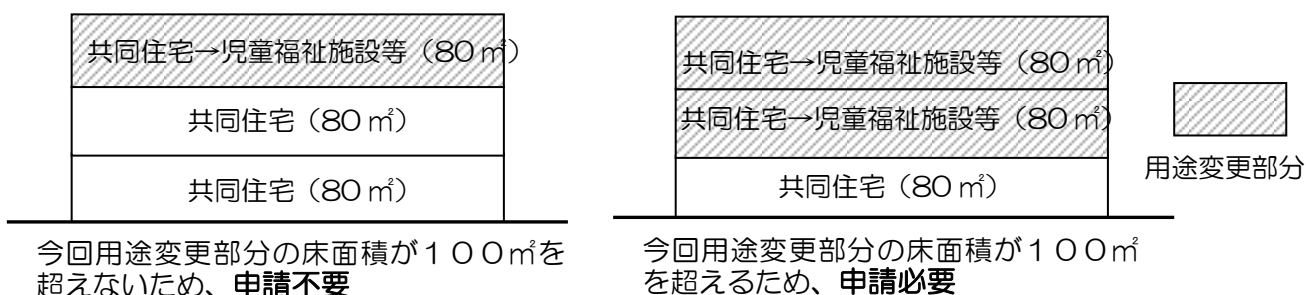 共同住宅→児童福祉施設等（80㎡）
共同住宅（80㎡）
共同住宅（80㎡）
今回用途変更部分の床面積が１００㎡を
超えないため、申請不要
共同住宅→児童福祉施設等（80㎡）
共同住宅→児童福祉施設等（80㎡）
共同住宅（80㎡）
今回用途変更部分の床面積が１００㎡
を超えるため、申請必要
用途変更部分